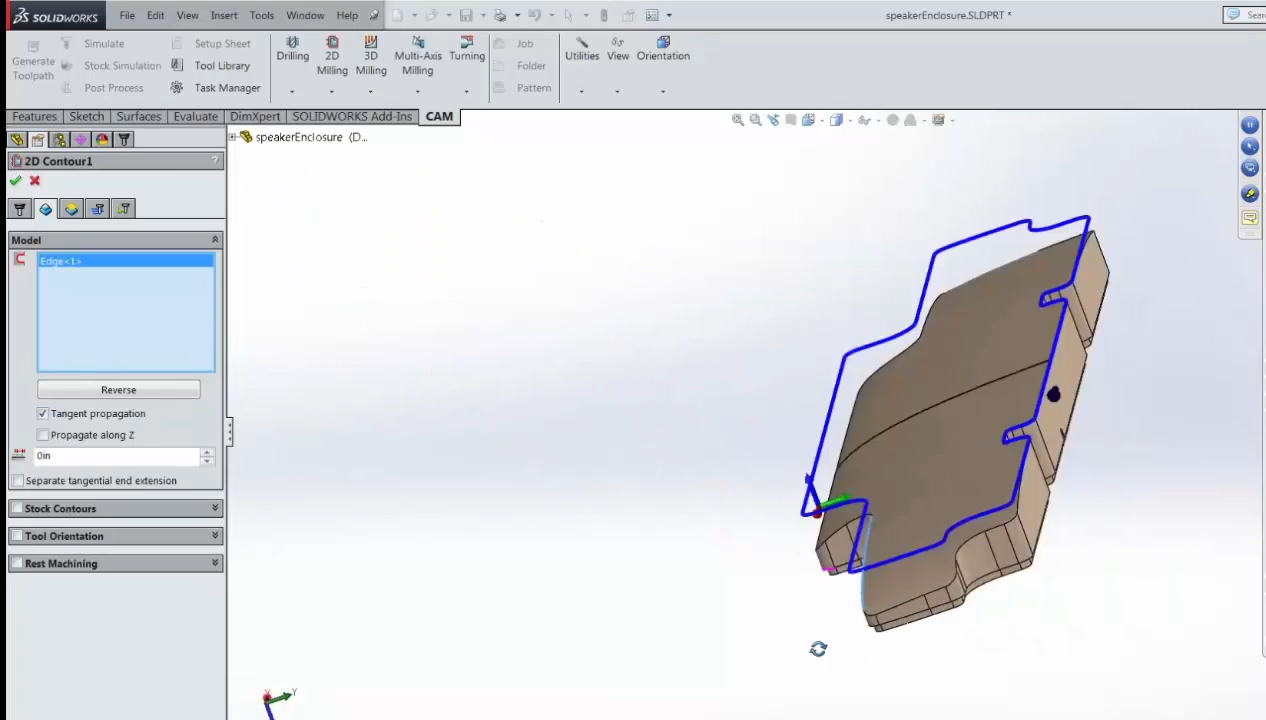 SOLIDWORKS File Edit View Insert Tools Window Help speakerEnclosure.SLDPRT *
Generate Toolpath
Simulate
Stock Simulation
Post Process
Setup Sheet
Tool Library
Task Manager
Drilling
2D Milling
3D Milling
Multi-Axis Milling
Turning
Job
Folder
Pattern
Utilities
View
Orientation
Features Sketch Surfaces Evaluate DimXpert SOLIDWORKS Add-Ins CAM
speakerEnclosure (D...
2D Contour1 ?
Model
Edge<1>
Reverse
Tangent propagation
Propagate along Z
0in
Separate tangential end extension
Stock Contours
Tool Orientation
Rest Machining
X Y